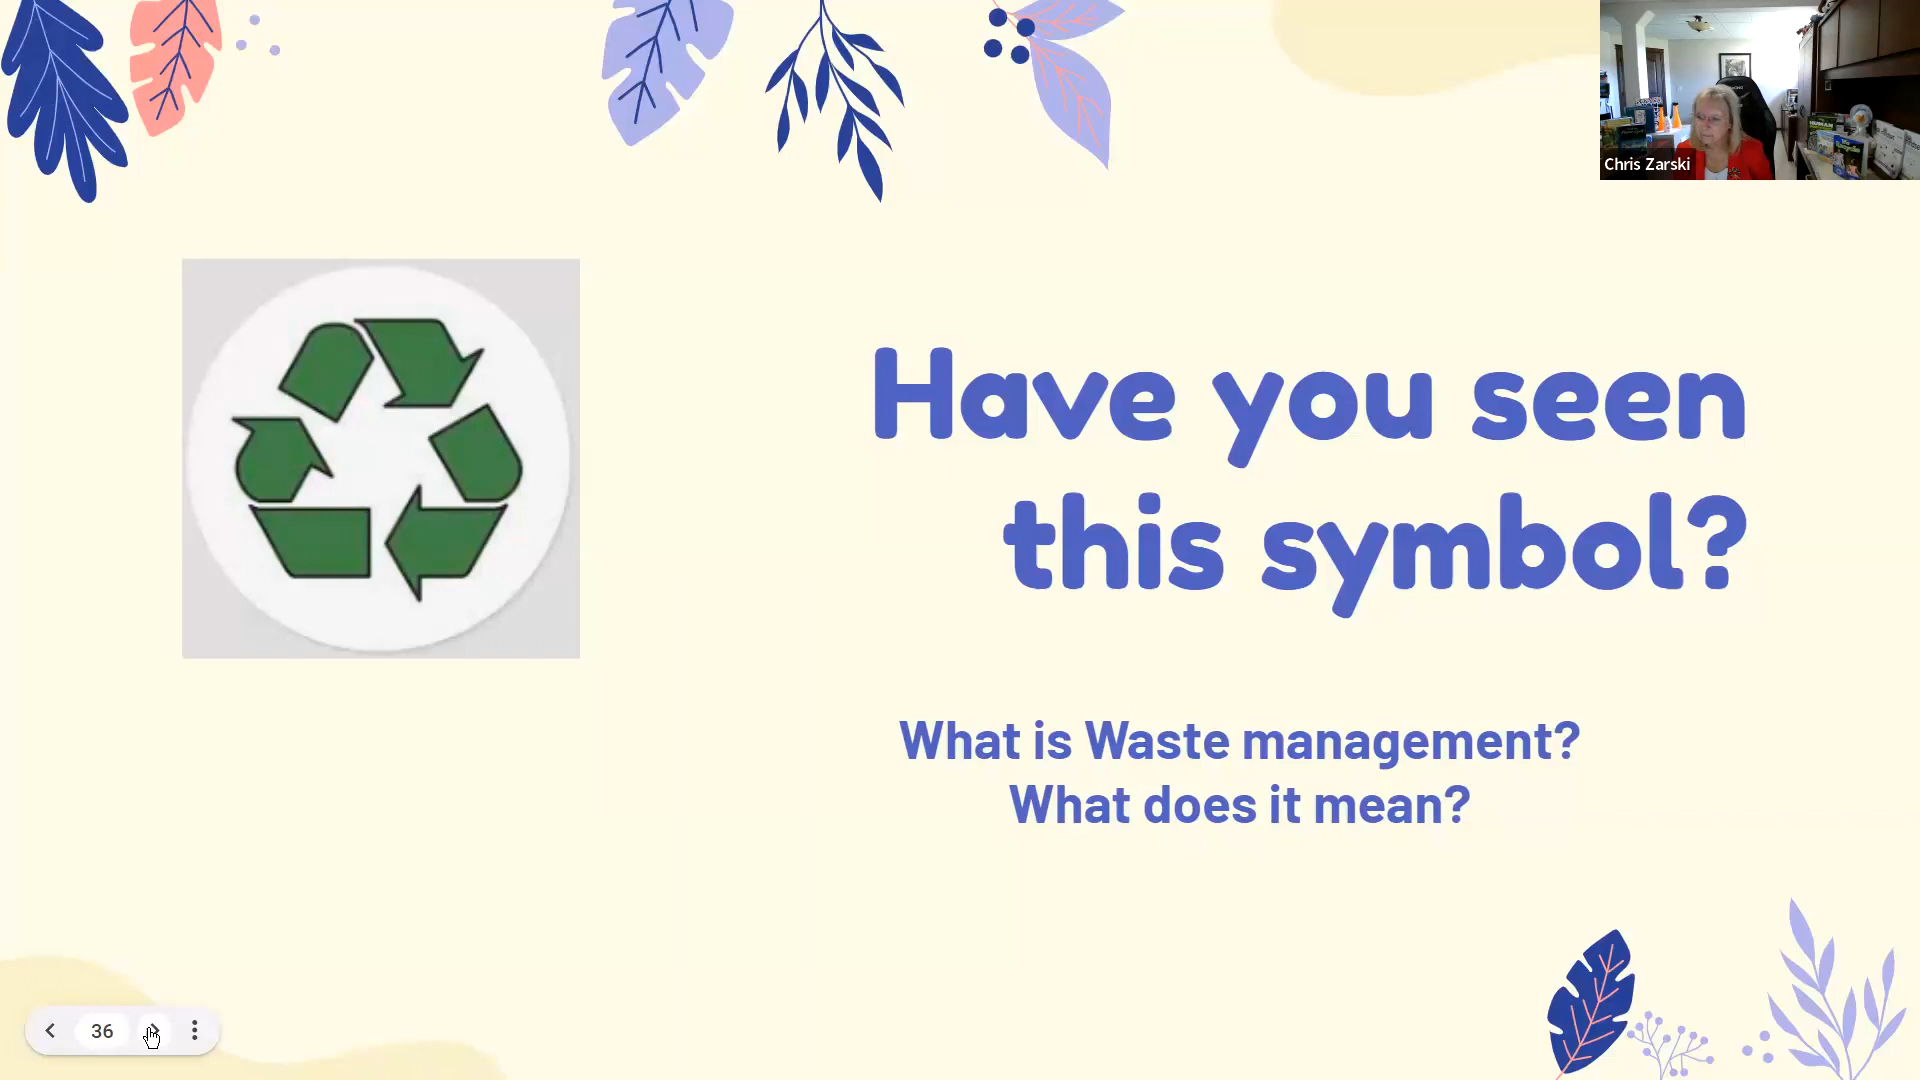 Chris Zarski
Have you seen
this symbol?
What is Waste management?
What does it mean?
36